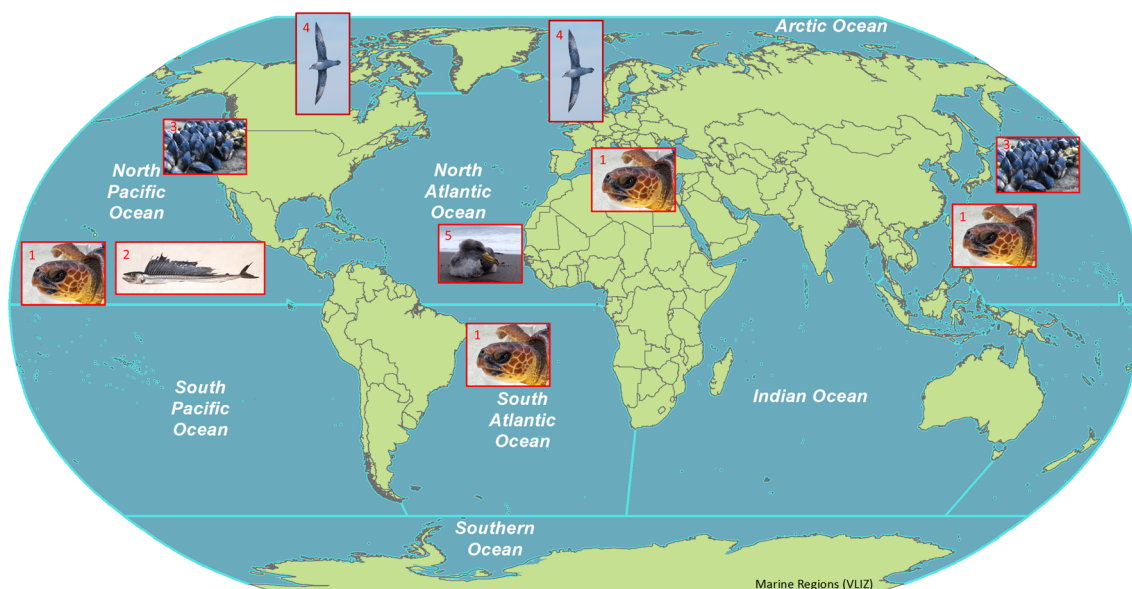 Arctic Ocean
4
4
3
North
Pacific
Ocean
North
Atlantic
Ocean
1
3
1
5
1
2
1
South
Pacific
Ocean
South
Atlantic
Ocean
Indian Ocean
Southern
Ocean
Marine Regions (VLIZ)